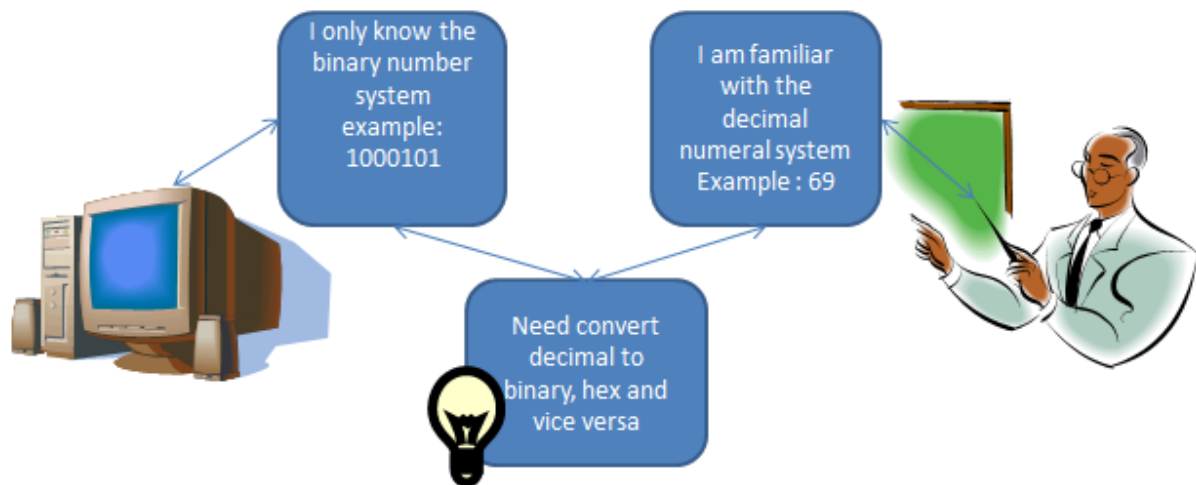 I only know the
binary number
system
example:
1000101
I am familiar
with the
decimal
numeral system
Example : 69
Need convert
decimal to
binary, hex and
vice versa